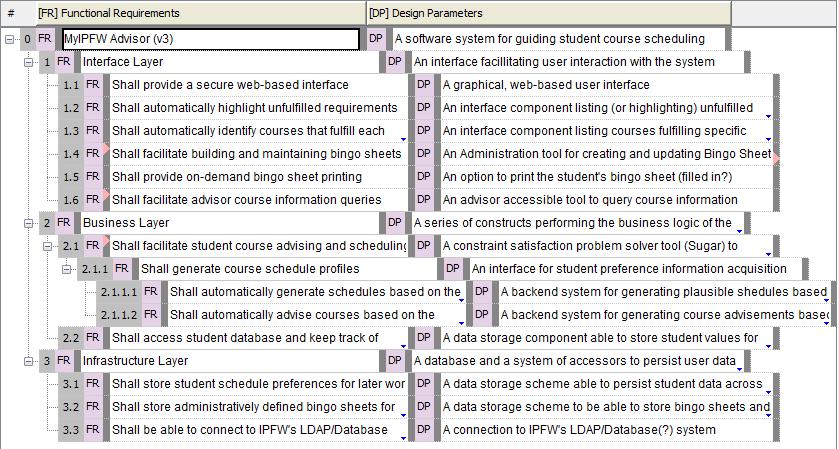 # [FR] Functional Requirements [DP] Design Parameters
0 FR MyIPFW Advisor (v3) DP A software system for guiding student course scheduling
1 FR Interface Layer DP An interface facillitating user interaction with the system
1.1 FR Shall provide a secure web-based interface DP A graphical, web-based user interface
1.2 FR Shall automatically highlight unfulfilled requirements DP An interface component listing (or highlighting) unfulfilled
1.3 FR Shall automatically identify courses that fulfill each DP An interface component listing courses fulfilling specific
1.4 FR Shall facilitate building and maintaining bingo sheets DP An Administration tool for creating and updating Bingo Sheet
1.5 FR Shall provide on-demand bingo sheet printing DP An option to print the student's bingo sheet (filled in?)
1.6 FR Shall facilitate advisor course information queries DP An advisor accessible tool to query course information
2 FR Business Layer DP A series of constructs performing the business logic of the
2.1 FR Shall facilitate student course advising and scheduling DP A constraint satisfaction problem solver tool (Sugar) to
2.1.1 FR Shall generate course schedule profiles DP An interface for student preference information acquisition
2.1.1.1 FR Shall automatically generate schedules based on the DP A backend system for generating plausible shedules based
2.1.1.2 FR Shall automatically advise courses based on the DP A backend system for generating course advisements based
2.2 FR Shall access student database and keep track of DP A data storage component able to store student values for
3 FR Infrastructure Layer DP A database and a system of accessors to persist user data
3.1 FR Shall store student schedule preferences for later wor DP A data storage scheme able to persist student data across
3.2 FR Shall store administratively defined bingo sheets for DP A data storage scheme to be able to store bingo sheets and
3.3 FR Shall be able to connect to IPFW's LDAP/Database DP A connection to IPFW's LDAP/Database(?) system